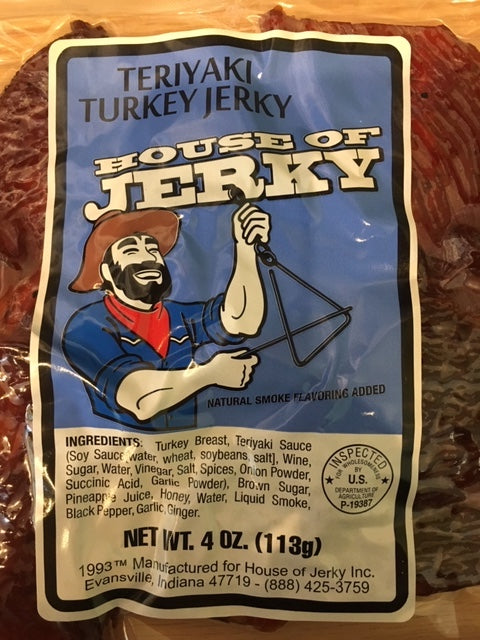 TERIYAKI
TURKEY JERKY
HOUSE OF
JERKY
NATURAL SMOKE FLAVORING ADDED
INGREDIENTS: Turkey Breast, Teriyaki Sauce
(Soy Sauce[water, wheat, soybeans, salt], Wine,
Sugar, Water, Vinegar, Salt, Spices, Onion Powder,
Succinic Acid, Garlic Powder), Brown Sugar,
Pineapple Juice, Honey, Water, Liquid Smoke,
Black Pepper, Garlic, Ginger.
INSPECTED
FOR WHOLESOMENESS
BY
U.S.
DEPARTMENT OF
AGRICULTURE
P-19387
NET WT. 4 OZ. (113g)
1993™ Manufactured for House of Jerky Inc.
Evansville, Indiana 47719 - (888) 425-3759